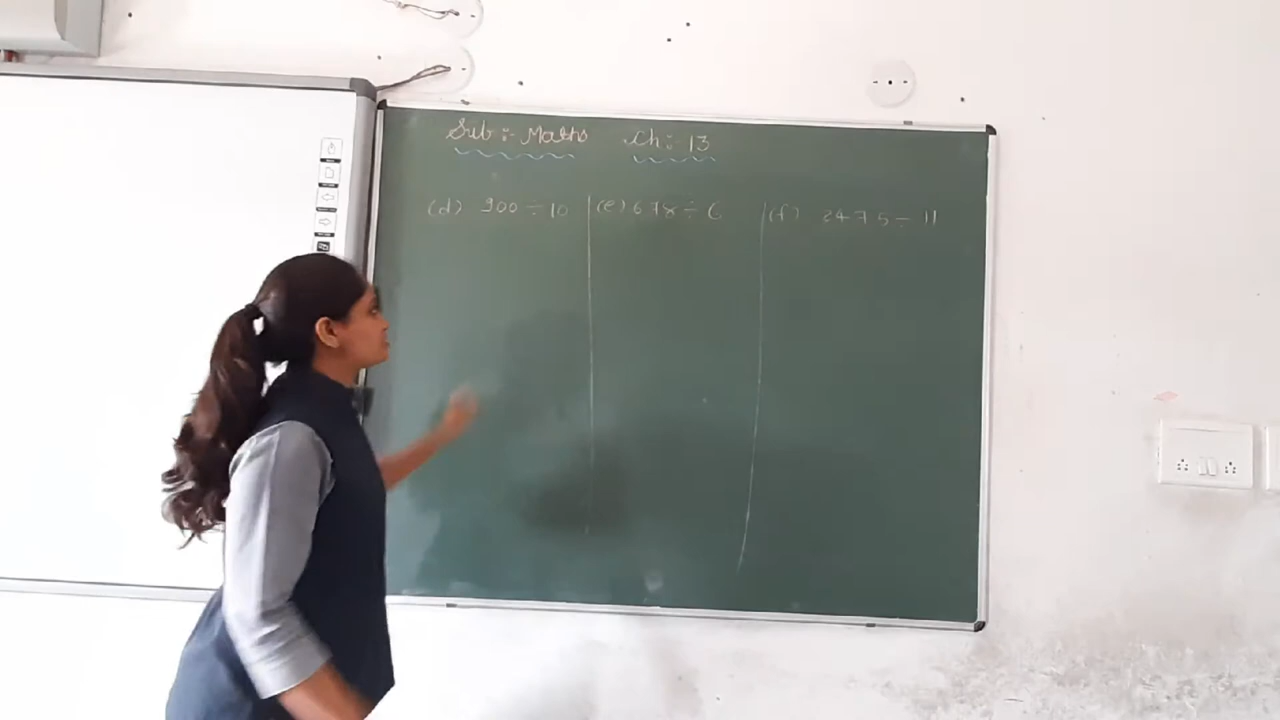 Sub :- Maths Ch : 13
(d) 900 ÷ 10 (e) 678 ÷ 6 (f) 2475 ÷ 11